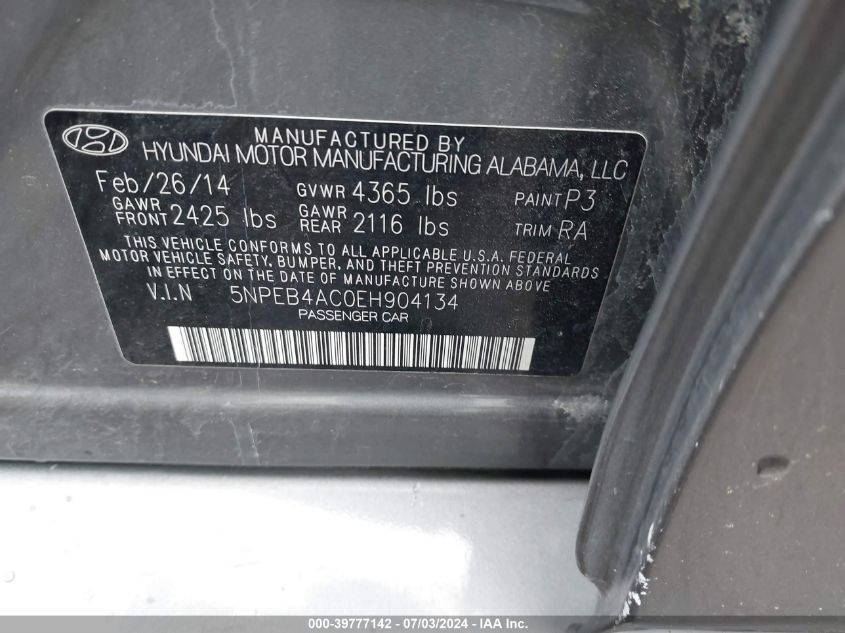 MANUFACTURED BY
HYUNDAI MOTOR MANUFACTURING ALABAMA, LLC
Feb/26/14 GVWR 4365 lbs PAINT P3
GAWR FRONT 2425 lbs GAWR REAR 2116 lbs TRIM RA
THIS VEHICLE CONFORMS TO ALL APPLICABLE U.S.A. FEDERAL
MOTOR VEHICLE SAFETY, BUMPER, AND THEFT PREVENTION STANDARDS
IN EFFECT ON THE DATE OF MANUFACTURE SHOWN ABOVE
V.I.N 5NPEB4AC0EH904134
PASSENGER CAR
000-39777142 - 07/03/2024 - IAA Inc.